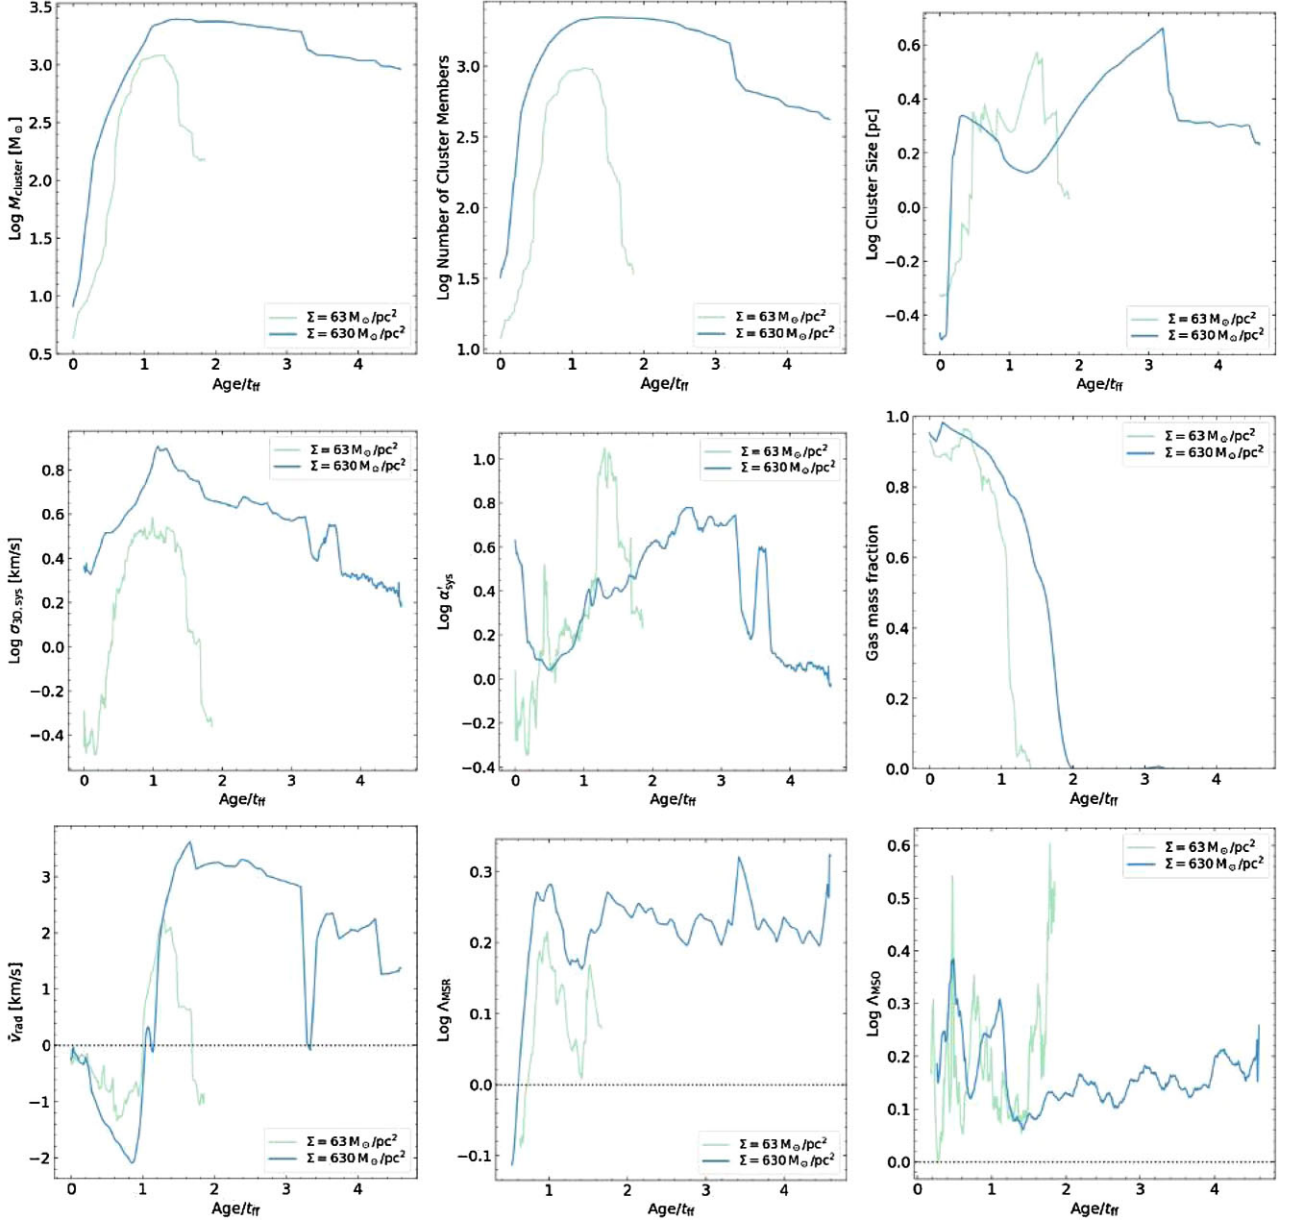 Log M_cluster [M_⊙]
3.5
3.0
2.5
2.0
1.5
1.0
0.5
0 1 2 3 4
Age/t_ff
Σ = 63 M_⊙/pc²
Σ = 630 M_⊙/pc²
Log Number of Cluster Members
3.0
2.5
2.0
1.5
1.0
0 1 2 3 4
Age/t_ff
Σ = 63 M_⊙/pc²
Σ = 630 M_⊙/pc²
Log Cluster Size [pc]
0.6
0.4
0.2
0.0
−0.2
−0.4
0 1 2 3 4
Age/t_ff
Σ = 63 M_⊙/pc²
Σ = 630 M_⊙/pc²
Log σ_3D,sys [km/s]
0.8
0.6
0.4
0.2
0.0
−0.2
−0.4
0 1 2 3 4
Age/t_ff
Σ = 63 M_⊙/pc²
Σ = 630 M_⊙/pc²
Log α_sys
1.0
0.8
0.6
0.4
0.2
0.0
−0.2
−0.4
0 1 2 3 4
Age/t_ff
Σ = 63 M_⊙/pc²
Σ = 630 M_⊙/pc²
Gas mass fraction
1.0
0.8
0.6
0.4
0.2
0.0
0 1 2 3 4
Age/t_ff
Σ = 63 M_⊙/pc²
Σ = 630 M_⊙/pc²
v̄_rad [km/s]
3
2
1
0
−1
−2
0 1 2 3 4
Age/t_ff
Σ = 63 M_⊙/pc²
Σ = 630 M_⊙/pc²
Log Λ_MSR
0.3
0.2
0.1
0.0
−0.1
1 2 3 4
Age/t_ff
Σ = 63 M_⊙/pc²
Σ = 630 M_⊙/pc²
Log Λ_MSO
0.6
0.5
0.4
0.3
0.2
0.1
0.0
0 1 2 3 4
Age/t_ff
Σ = 63 M_⊙/pc²
Σ = 630 M_⊙/pc²